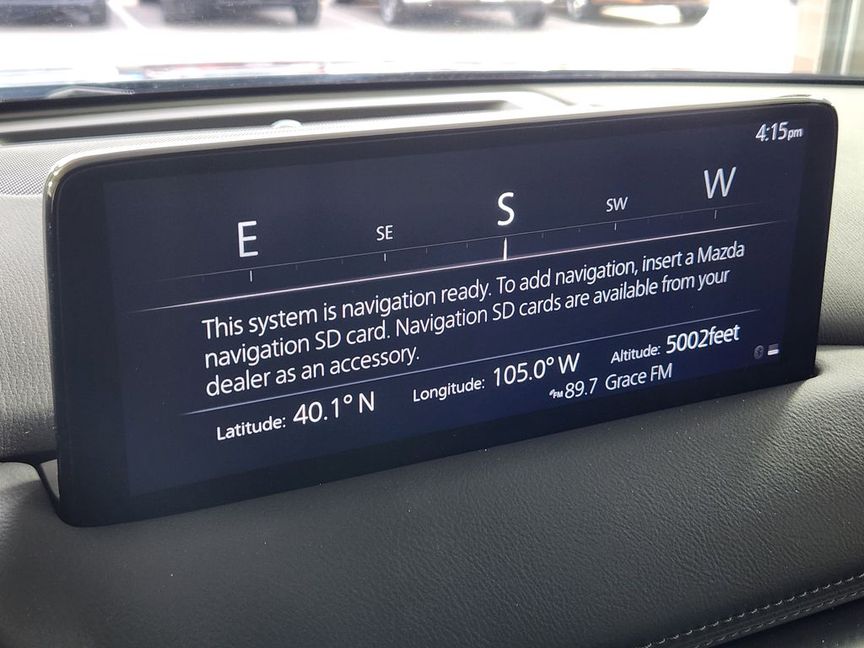 4:15pm
E SE S SW W
This system is navigation ready. To add navigation, insert a Mazda
navigation SD card. Navigation SD cards are available from your
dealer as an accessory.
Latitude: 40.1° N Longitude: 105.0° W Altitude: 5002feet
FM 89.7 Grace FM